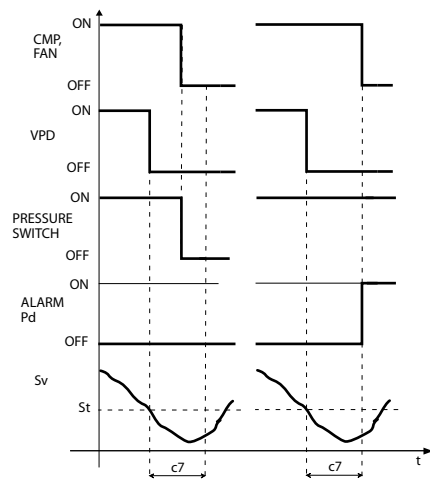 ON
CMP,
FAN
OFF
ON
VPD
OFF
ON
PRESSURE
SWITCH
OFF
ON
ALARM
Pd
OFF
Sv
St
t
c7
c7